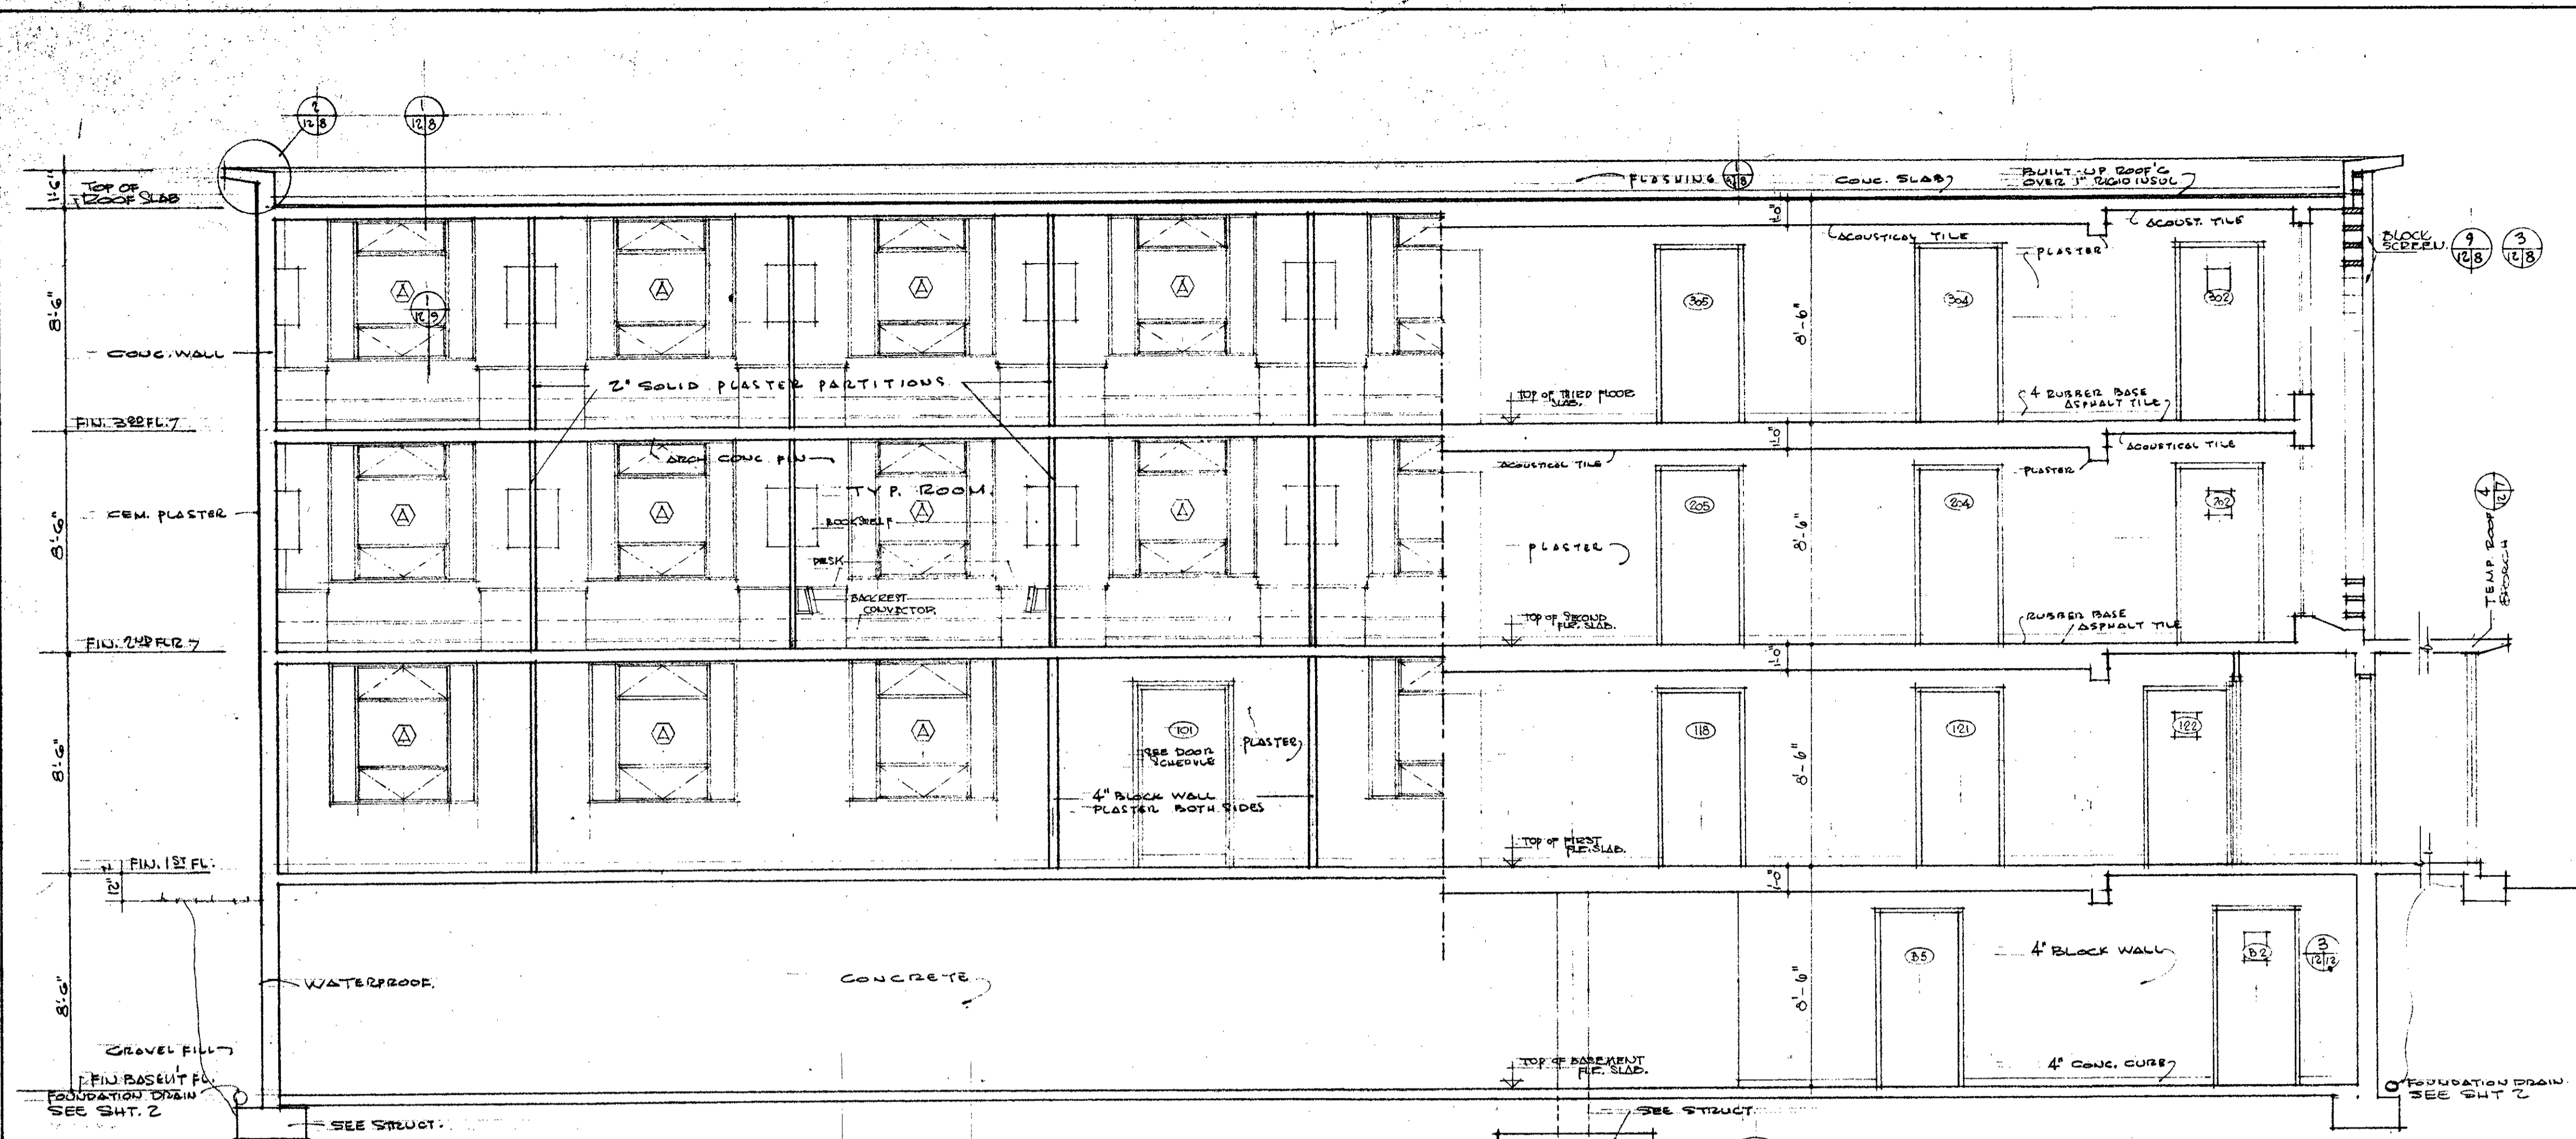 2
12 8
1
12 8
1'-6"
TOP OF
ROOF SLAB
FLASHING
CONC. SLAB
BUILT-UP ROOF'G
OVER 1" RIGID INSUL
1'-0"
ACOUSTICAL TILE
ACOUST. TILE
PLASTER
BLOCK
SCREEN.
9
12 8
3
12 8
8'-6"
CONC. WALL
A
A
A
A
1
12 9
305
304
302
8'-6"
2" SOLID PLASTER PARTITIONS
TOP OF THIRD FLOOR
SLAB.
4 RUBBER BASE
ASPHALT TILE
FIN. 3RD FL.
1'-0"
ARCH CONC. FIN
ACOUSTICAL TILE
PLASTER
ACOUSTICAL TILE
TYP. ROOM.
8'-6"
CEM. PLASTER
A
A
A
A
BOOKSHELF
DESK
BACKREST
CONVECTOR.
PLASTER
205
204
202
8'-6"
4
12 7
TEMP. ROOF
TOP OF SECOND
FLR. SLAB.
RUBBER BASE
ASPHALT TILE
FIN. 2ND FLR
1'-0"
8'-6"
A
A
A
101
SEE DOOR
SCHEDULE
PLASTER
4" BLOCK WALL
PLASTER BOTH SIDES
118
121
122
8'-6"
TOP OF FIRST
FLR. SLAB.
FIN. 1ST FL.
12"
1'-0"
8'-6"
WATERPROOF.
CONCRETE
B5
4" BLOCK WALL
B2
3
12 12
8'-6"
GRAVEL FILL
FIN BASEM'T FL.
FOUNDATION DRAIN
SEE SHT. 2
TOP OF BASEMENT
FLR. SLAB.
4" CONC. CURB
FOUNDATION DRAIN
SEE SHT 2
SEE STRUCT.
SEE STRUCT.